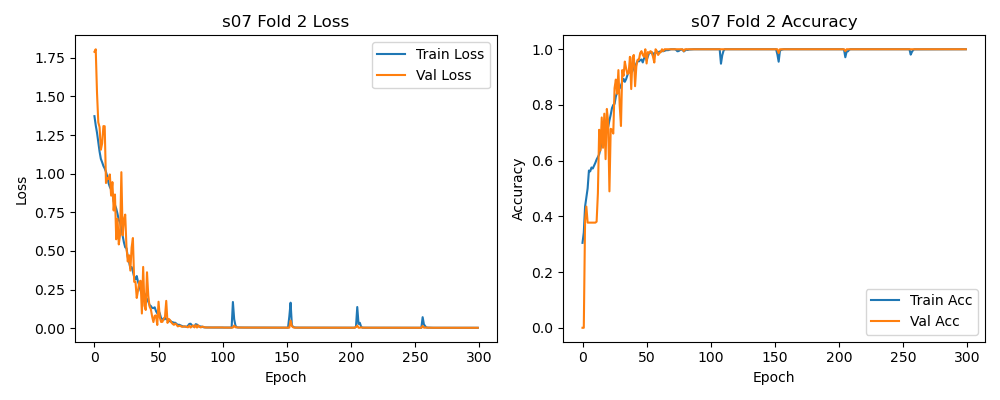 s07 Fold 2 Loss
1.75
1.50
1.25
1.00
0.75
0.50
0.25
0.00
Loss
Train Loss
Val Loss
0 50 100 150 200 250 300
Epoch
s07 Fold 2 Accuracy
1.0
0.8
0.6
0.4
0.2
0.0
Accuracy
Train Acc
Val Acc
0 50 100 150 200 250 300
Epoch